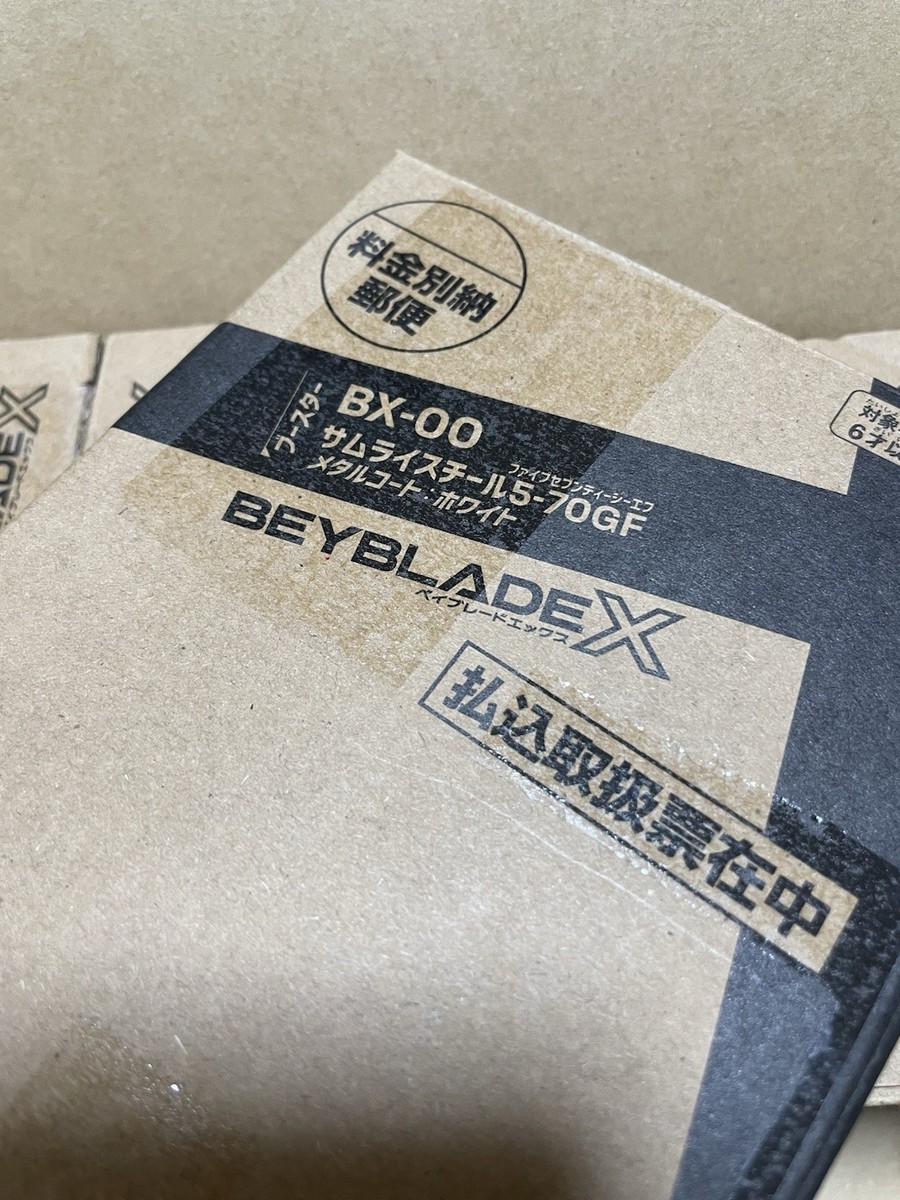 料金別納
郵便
ブースター
BX-00
ファイブセブンティージーエフ
サムライスチール5-70GF
メタルコート:ホワイト
BEYBLADE X
ベイブレードエックス
払込取扱票在中
対象
6才以